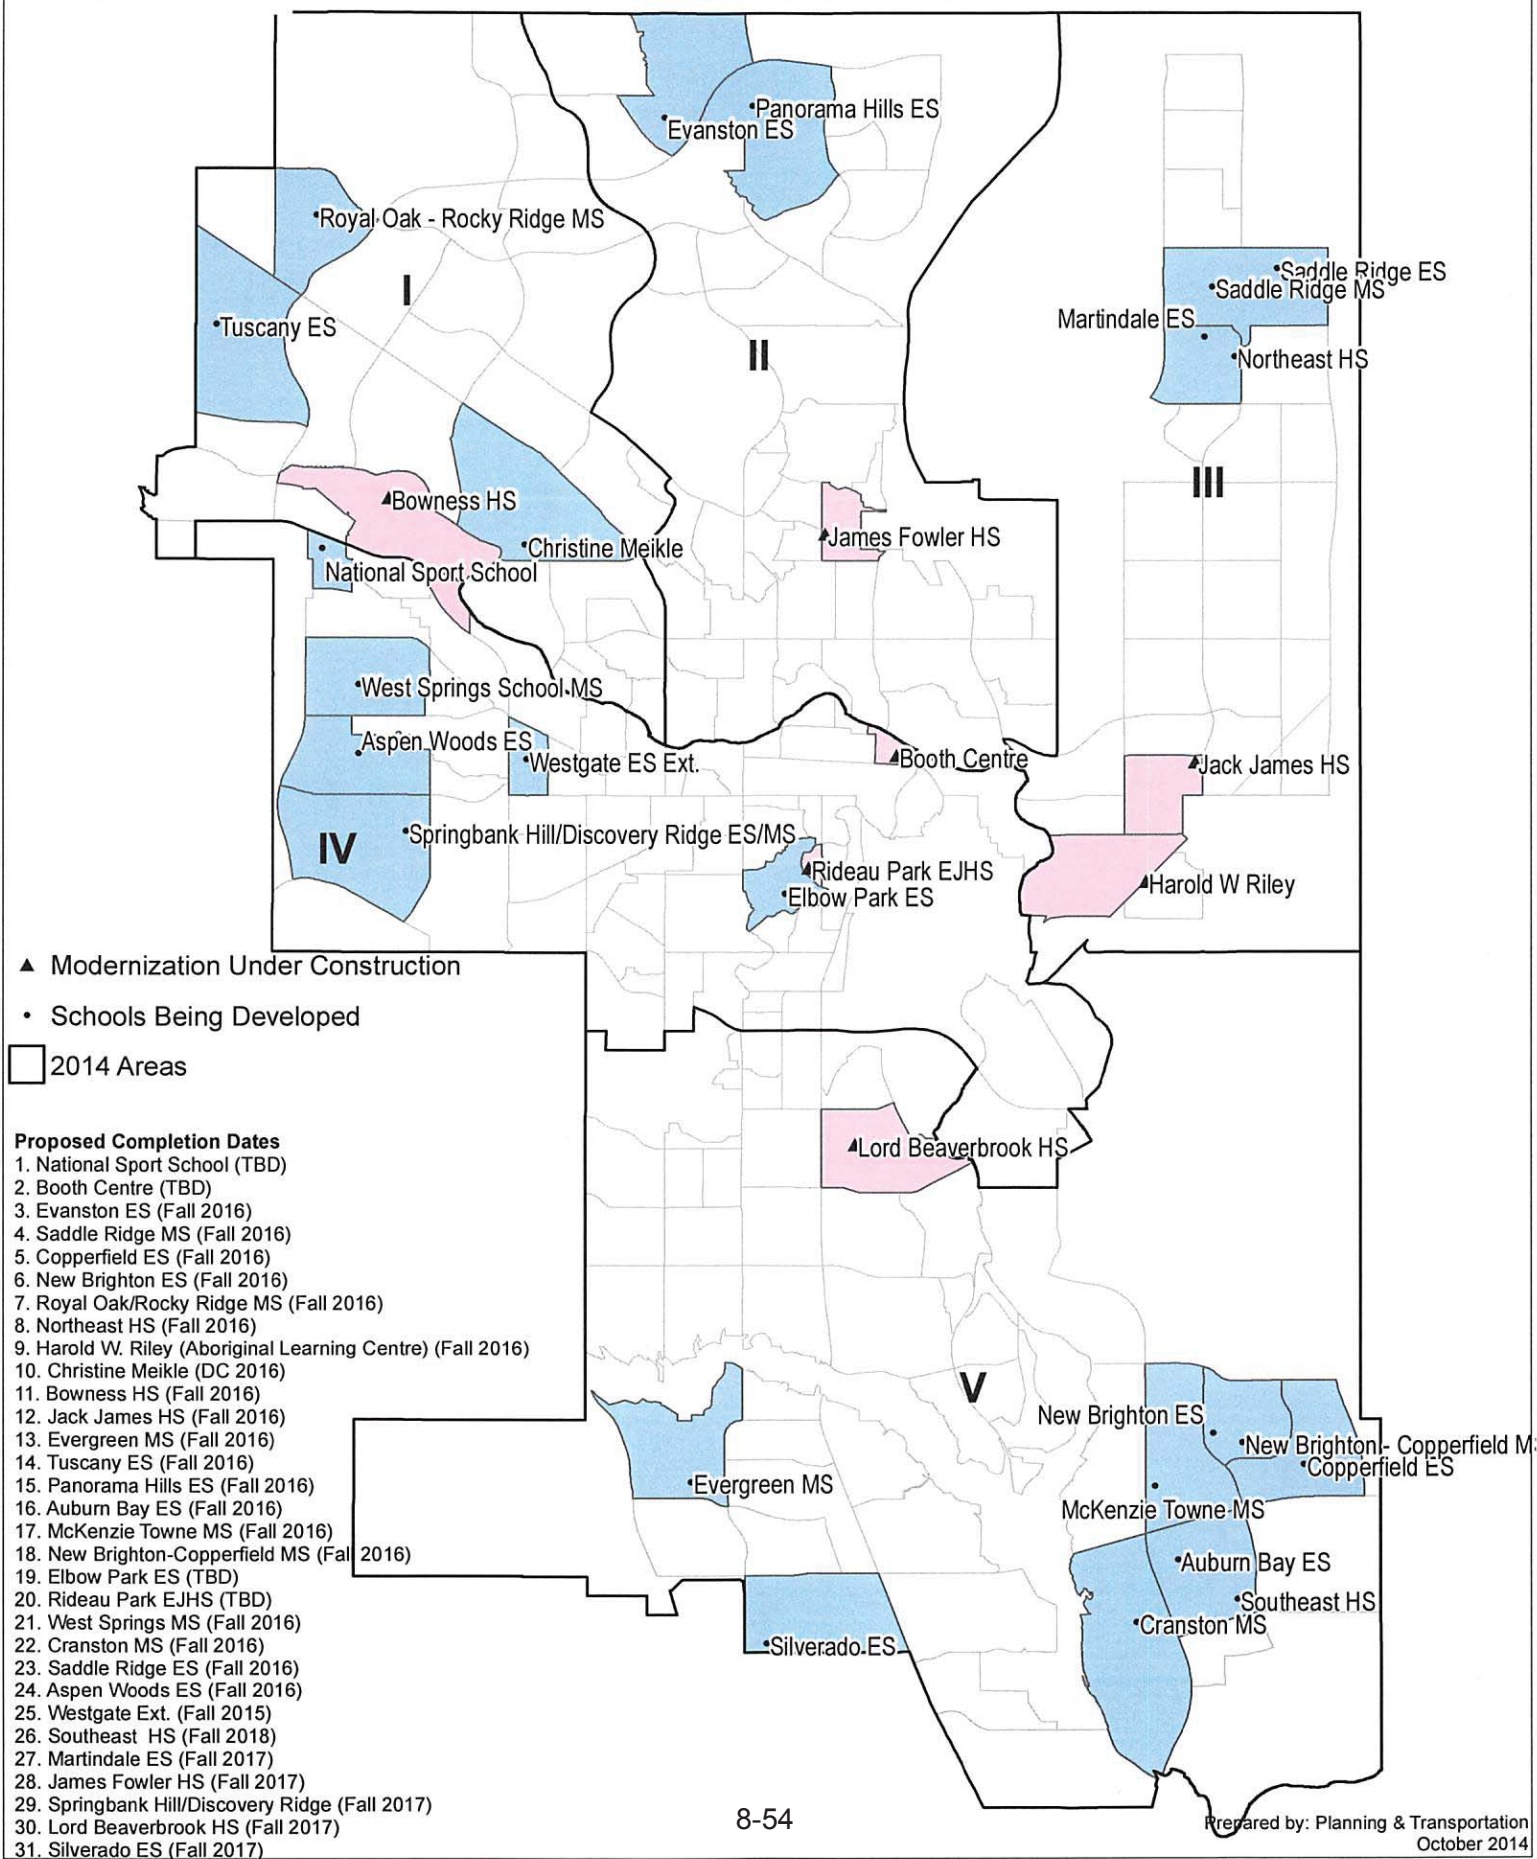 Panorama Hills ES
Evanston ES
Royal Oak - Rocky Ridge MS
I
Saddle Ridge ES
Saddle Ridge MS
Martindale ES
Tuscany ES
II
Northeast HS
III
Bowness HS
James Fowler HS
Christine Meikle
National Sport School
West Springs School MS
Aspen Woods ES
Westgate ES Ext.
Booth Centre
Jack James HS
Springbank Hill/Discovery Ridge ES/MS
IV
Rideau Park EJHS
Harold W Riley
Elbow Park ES
Modernization Under Construction
Schools Being Developed
2014 Areas
Lord Beaverbrook HS
V
New Brighton ES
New Brighton - Copperfield M
Copperfield ES
Evergreen MS
McKenzie Towne MS
Auburn Bay ES
Southeast HS
Cranston MS
Silverado ES
Proposed Completion Dates
1. National Sport School (TBD)
2. Booth Centre (TBD)
3. Evanston ES (Fall 2016)
4. Saddle Ridge MS (Fall 2016)
5. Copperfield ES (Fall 2016)
6. New Brighton ES (Fall 2016)
7. Royal Oak/Rocky Ridge MS (Fall 2016)
8. Northeast HS (Fall 2016)
9. Harold W. Riley (Aboriginal Learning Centre) (Fall 2016)
10. Christine Meikle (DC 2016)
11. Bowness HS (Fall 2016)
12. Jack James HS (Fall 2016)
13. Evergreen MS (Fall 2016)
14. Tuscany ES (Fall 2016)
15. Panorama Hills ES (Fall 2016)
16. Auburn Bay ES (Fall 2016)
17. McKenzie Towne MS (Fall 2016)
18. New Brighton-Copperfield MS (Fall 2016)
19. Elbow Park ES (TBD)
20. Rideau Park EJHS (TBD)
21. West Springs MS (Fall 2016)
22. Cranston MS (Fall 2016)
23. Saddle Ridge ES (Fall 2016)
24. Aspen Woods ES (Fall 2016)
25. Westgate Ext. (Fall 2015)
26. Southeast HS (Fall 2018)
27. Martindale ES (Fall 2017)
28. James Fowler HS (Fall 2017)
29. Springbank Hill/Discovery Ridge (Fall 2017)
30. Lord Beaverbrook HS (Fall 2017)
31. Silverado ES (Fall 2017)
8-54
Prepared by: Planning & Transportation
October 2014